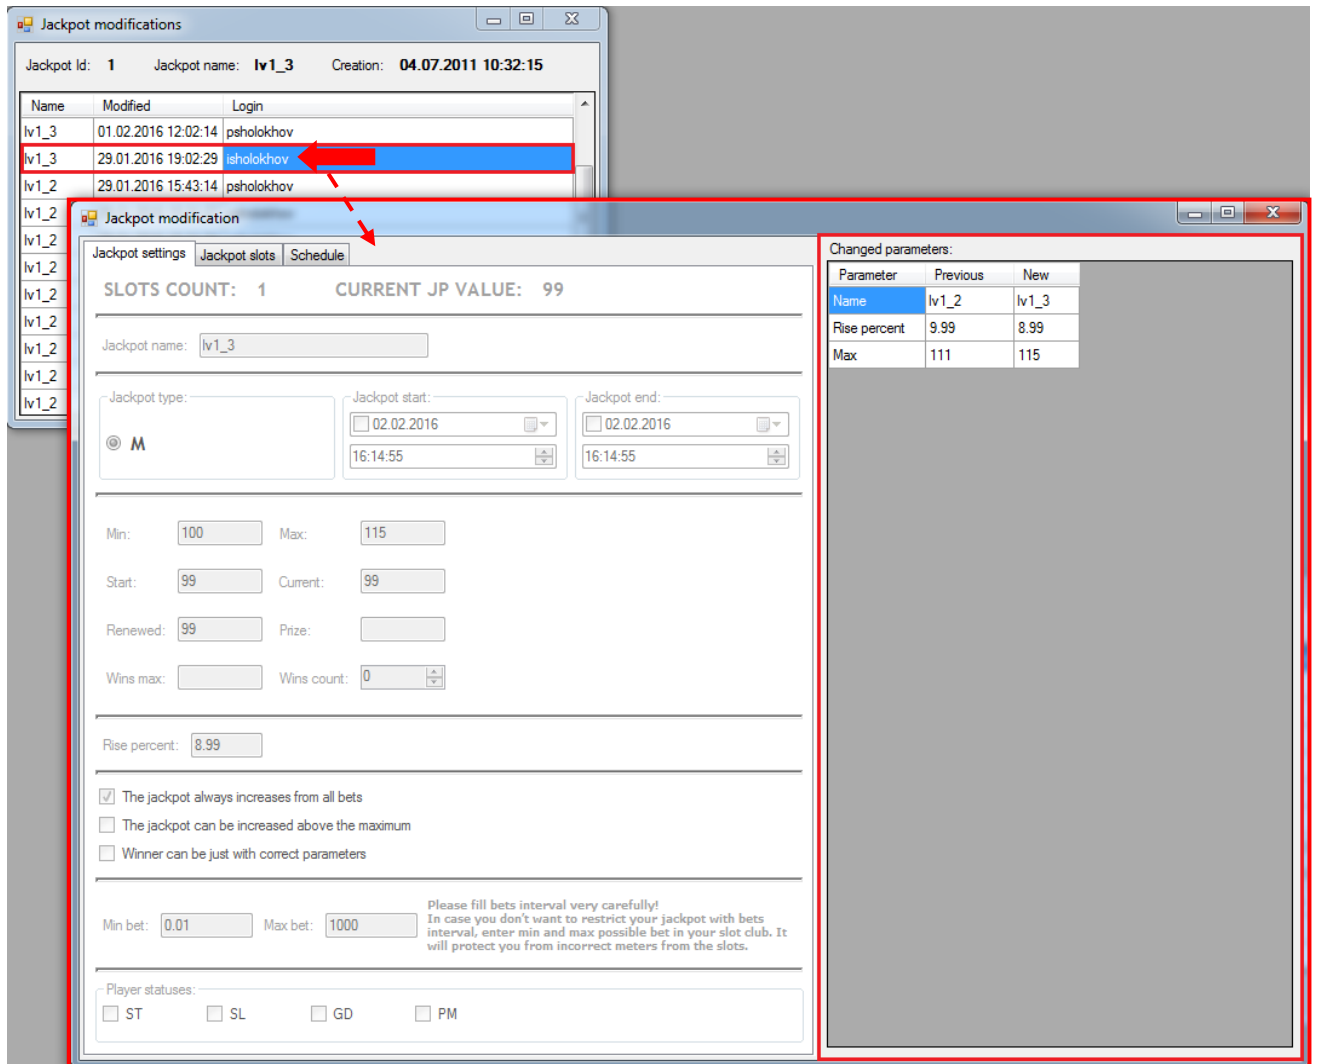 Jackpot modifications
Jackpot Id: 1 Jackpot name: lv1_3 Creation: 04.07.2011 10:32:15
Name Modified Login
lv1_3 01.02.2016 12:02:14 psholokhov
lv1_3 29.01.2016 19:02:29 isholokhov
lv1_2 29.01.2016 15:43:14 psholokhov
lv1_2
lv1_2
lv1_2
lv1_2
lv1_2
lv1_2
lv1_2
lv1_2
Jackpot modification
Jackpot settings Jackpot slots Schedule
SLOTS COUNT: 1 CURRENT JP VALUE: 99
Jackpot name: lv1_3
Jackpot type: Jackpot start: Jackpot end:
02.02.2016 02.02.2016
M
16:14:55 16:14:55
Min: 100 Max: 115
Start: 99 Current: 99
Renewed: 99 Prize:
Wins max: Wins count: 0
Rise percent: 8.99
The jackpot always increases from all bets
The jackpot can be increased above the maximum
Winner can be just with correct parameters
Min bet: 0.01 Max bet: 1000
Please fill bets interval very carefully!
In case you don't want to restrict your jackpot with bets
interval, enter min and max possible bet in your slot club. It
will protect you from incorrect meters from the slots.
Player statuses:
ST SL GD PM
Changed parameters:
Parameter Previous New
Name lv1_2 lv1_3
Rise percent 9.99 8.99
Max 111 115